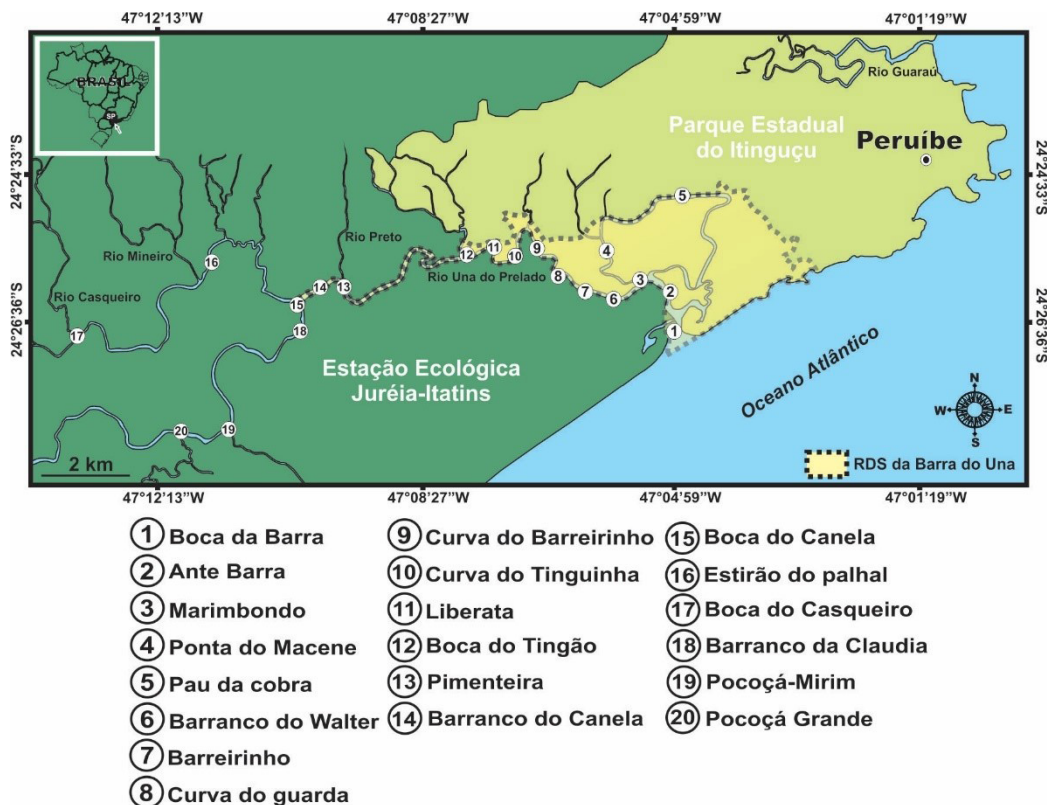 47°12'13"W 47°08'27"W 47°04'59"W 47°01'19"W
BRASIL
SP
Rio Guaraú
Parque Estadual
do Itinguçu
Peruíbe
24°24'33"S
24°24'33"S
5
Rio Preto
9
4
11
12
10
Rio Mineiro
16
Rio Una do Prelado
8
3
Rio Casqueiro
14
13
7
2
6
15
24°26'36"S
24°26'36"S
17
18
1
Estação Ecológica
Juréia-Itatins
Oceano Atlântico
N
W E
S
20
19
2 km
RDS da Barra do Una
47°12'13"W 47°08'27"W 47°04'59"W 47°01'19"W
1 Boca da Barra
2 Ante Barra
3 Marimbondo
4 Ponta do Macene
5 Pau da cobra
6 Barranco do Walter
7 Barreirinho
8 Curva do guarda
9 Curva do Barreirinho
10 Curva do Tinguinha
11 Liberata
12 Boca do Tingão
13 Pimenteira
14 Barranco do Canela
15 Boca do Canela
16 Estirão do palhal
17 Boca do Casqueiro
18 Barranco da Claudia
19 Pocoçá-Mirim
20 Pocoçá Grande